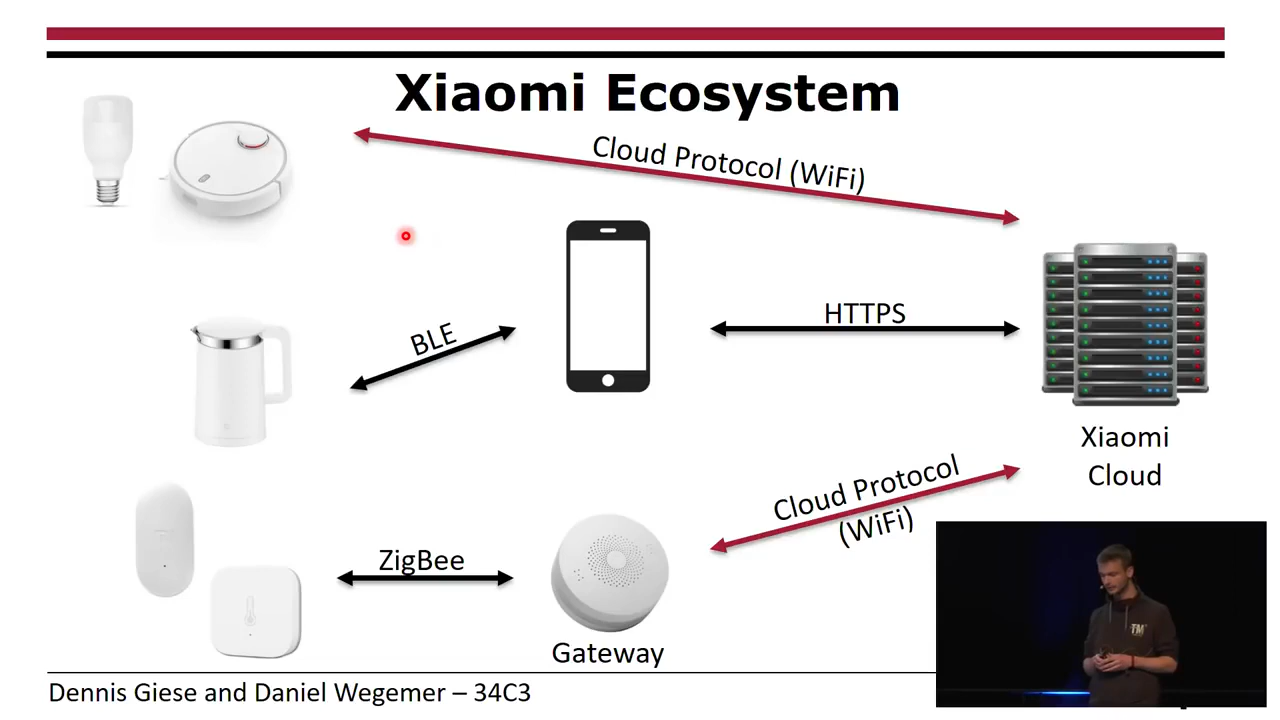 Xiaomi Ecosystem
Cloud Protocol (WiFi)
BLE
HTTPS
Xiaomi
Cloud
Cloud Protocol
(WiFi)
ZigBee
Gateway
Dennis Giese and Daniel Wegemer – 34C3
TM